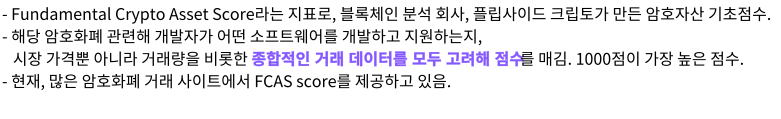 - Fundamental Crypto Asset Score라는 지표로, 블록체인 분석 회사, 플립사이드 크립토가 만든 암호자산 기초점수.
- 해당 암호화폐 관련해 개발자가 어떤 소프트웨어를 개발하고 지원하는지,
시장 가격뿐 아니라 거래량을 비롯한 종합적인 거래 데이터를 모두 고려해 점수를 매김. 1000점이 가장 높은 점수.
- 현재, 많은 암호화폐 거래 사이트에서 FCAS score를 제공하고 있음.